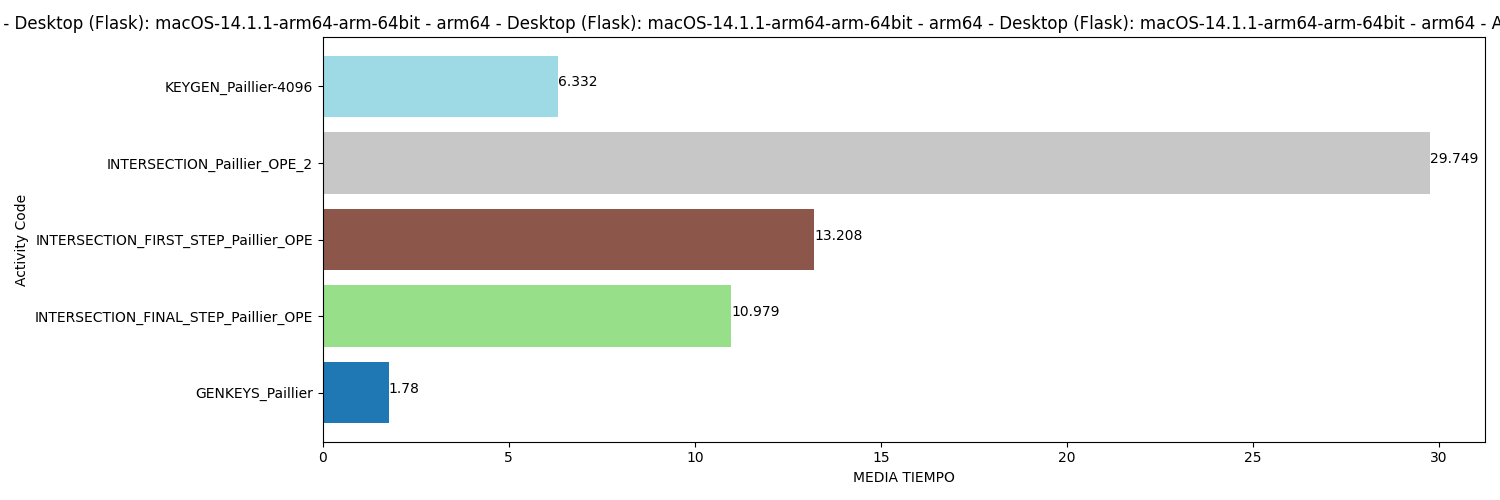 - Desktop (Flask): macOS-14.1.1-arm64-arm-64bit - arm64 - Desktop (Flask): macOS-14.1.1-arm64-arm-64bit - arm64 - Desktop (Flask): macOS-14.1.1-arm64-arm-64bit - arm64 - A
KEYGEN_Paillier-4096
6.332
INTERSECTION_Paillier_OPE_2
29.749
INTERSECTION_FIRST_STEP_Paillier_OPE
13.208
INTERSECTION_FINAL_STEP_Paillier_OPE
10.979
GENKEYS_Paillier
1.78
Activity Code
0 5 10 15 20 25 30
MEDIA TIEMPO